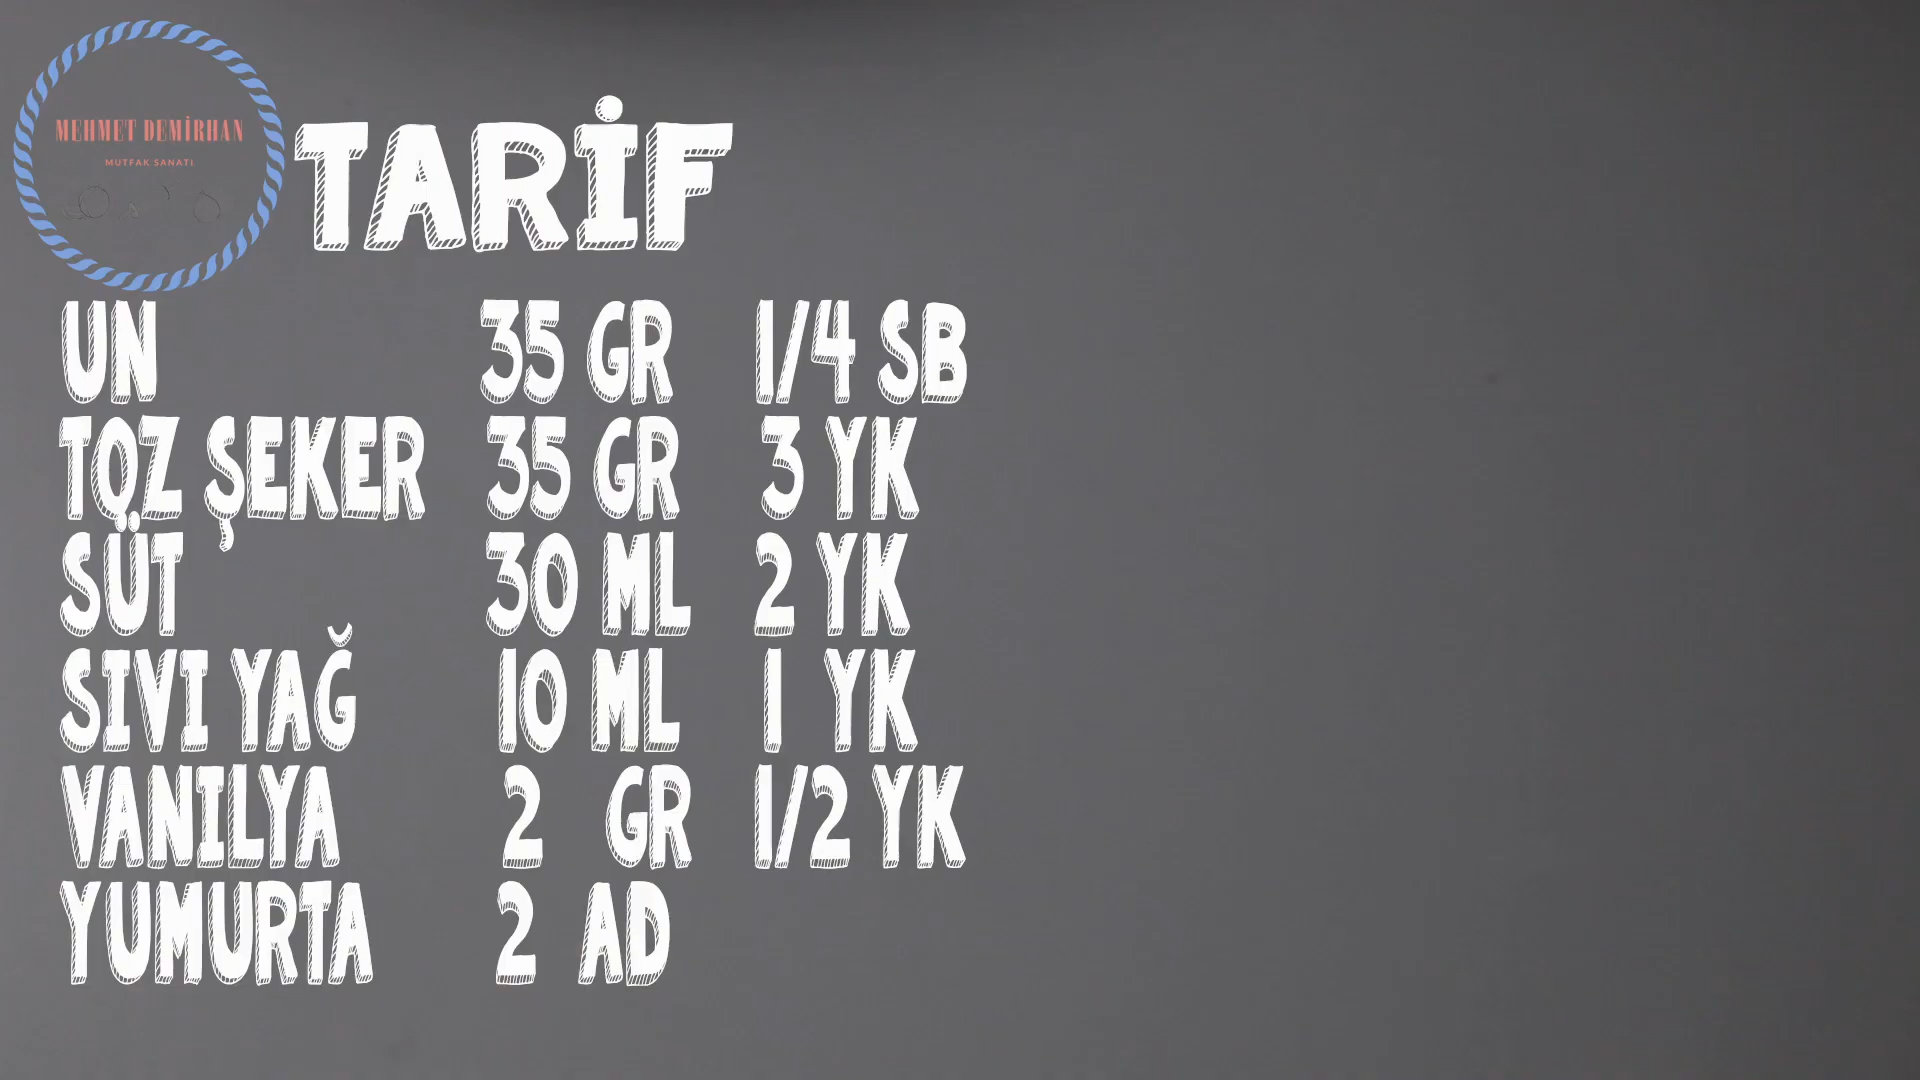 MEHMET DEMİRHAN
MUTFAK SANATI
TARİF
UN 35 GR 1/4 SB
TOZ ŞEKER 35 GR 3 YK
SÜT 30 ML 2 YK
SIVI YAĞ 10 ML 1 YK
VANILYA 2 GR 1/2 YK
YUMURTA 2 AD